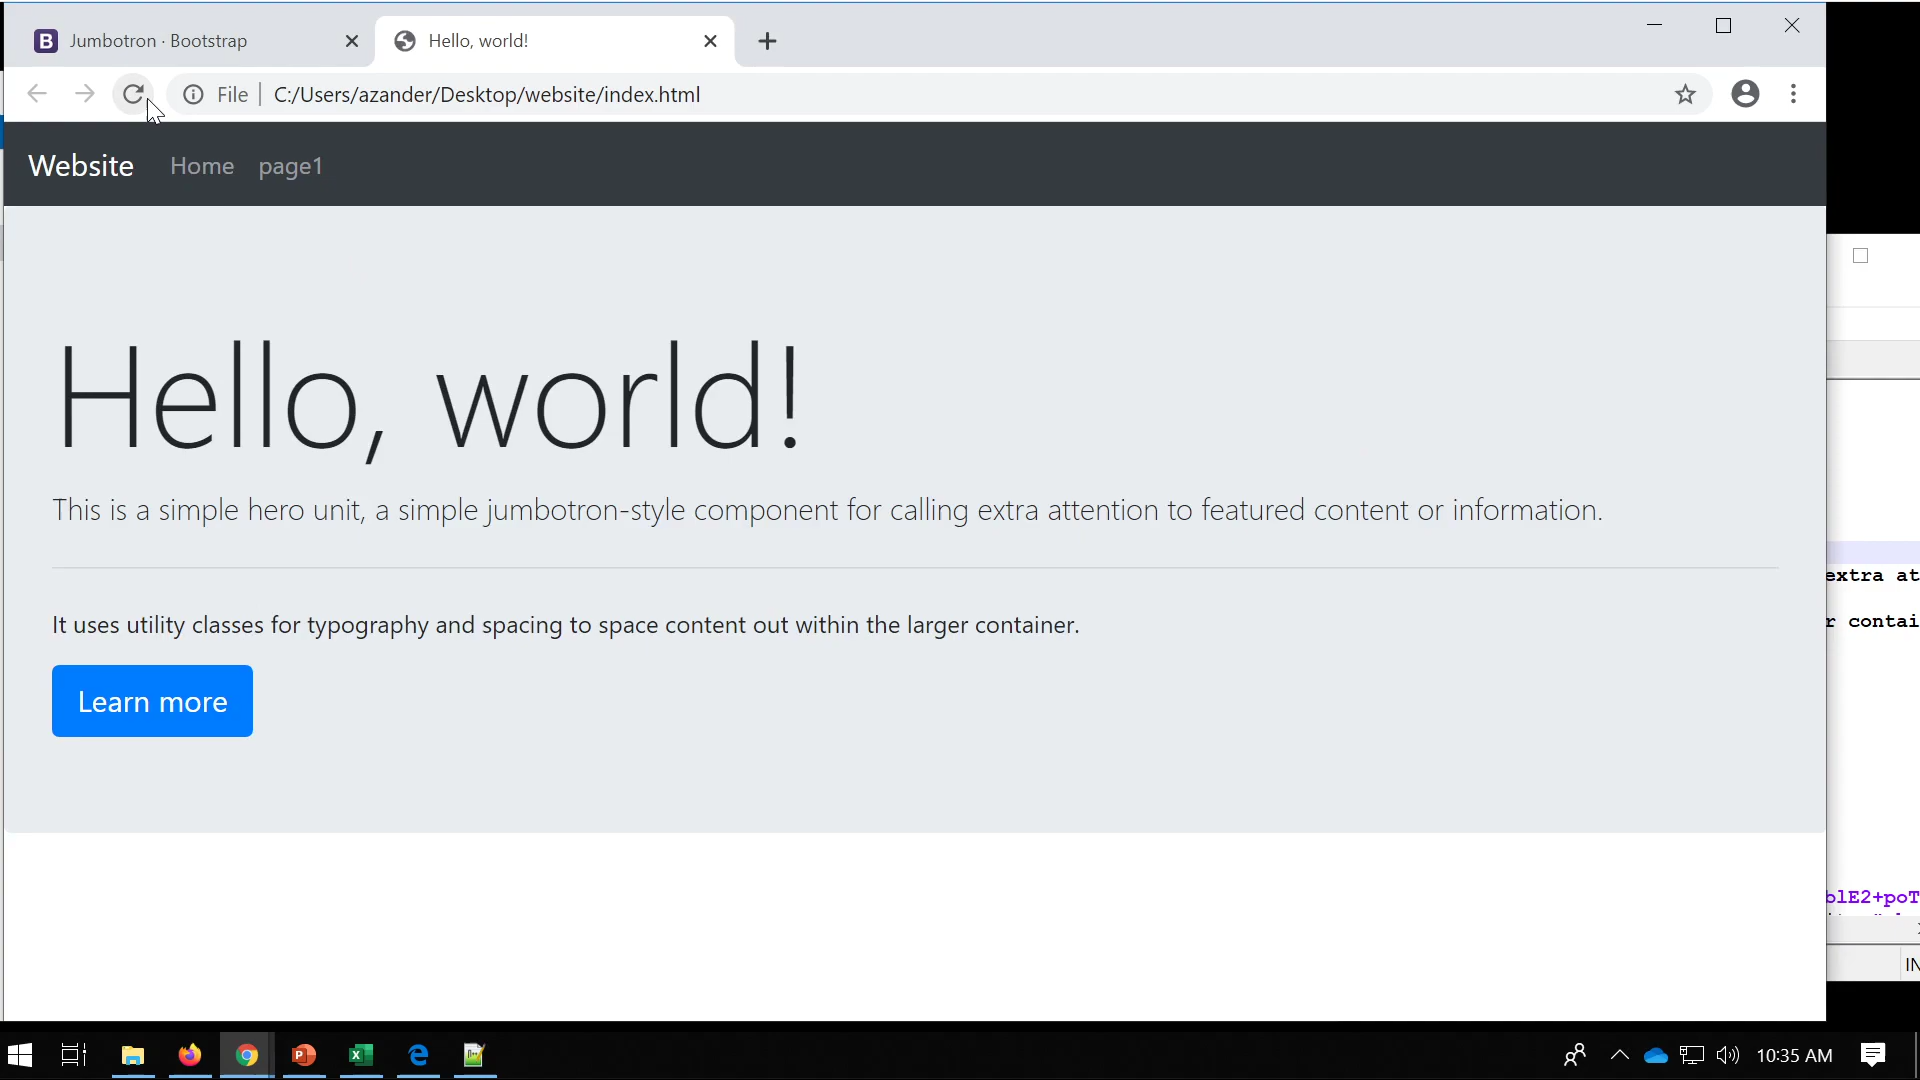 Jumbotron · Bootstrap
Hello, world!
File
C:/Users/azander/Desktop/website/index.html
Website
Home
page1
Hello, world!
This is a simple hero unit, a simple jumbotron-style component for calling extra attention to featured content or information.
extra at
It uses utility classes for typography and spacing to space content out within the larger container.
r contai
Learn more
blE2+poT
IN
10:35 AM